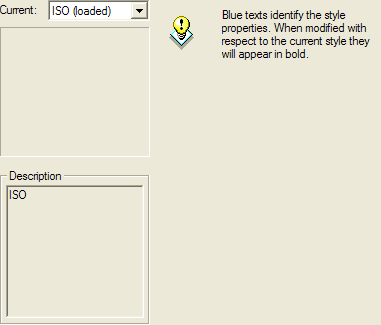 Current: ISO (loaded)
Blue texts identify the style
properties. When modified with
respect to the current style they
will appear in bold.
Description
ISO